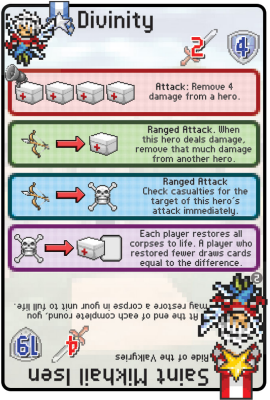 Divinity
2
4
Attack: Remove 4
damage from a hero.
Ranged Attack. When
this hero deals damage,
remove that much damage
from another hero.
Ranged Attack
Check casualties for the
target of this hero's
attack immediately.
Each player restores all
corpses to life. A player who
restored fewer draws cards
equal to the difference.
Saint Mikhail Isen
Ride of the Valkyries
4
19
At the end of each complete round, you
may restore a corpse in your unit to full life.